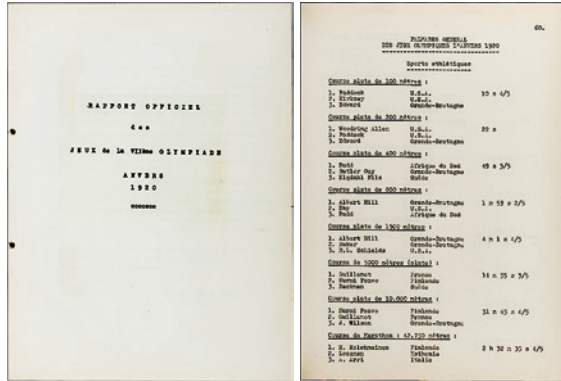 RAPPORT OFFICIEL
des
JEUX de la VIIème OLYMPIADE
ANVERS
1920
60.
PALMARES GENERAL
DES JEUX OLYMPIQUES D'ANVERS 1920
Sports athlétiques
Course plate de 100 mètres :
1. Paddock U.S.A. 10 s 4/5
2. Kirksey U.S.A.
3. Edward Grande-Bretagne
Course plate de 200 mètres :
1. Woodring Allen U.S.A. 22 s
2. Paddock U.S.A.
3. Edward Grande-Bretagne
Course plate de 400 mètres :
1. Rudd Afrique du Sud 49 s 3/5
2. Butler Guy Grande-Bretagne
3. Engdahl Nils Suède
Course plate de 800 mètres :
1. Albert Hill Grande-Bretagne 1 m 53 s 2/5
2. Eby U.S.A.
3. Rudd Afrique du Sud
Course plate de 1500 mètres :
1. Albert Hill Grande-Bretagne 4 m 1 s 4/5
2. Baker Grande-Bretagne
3. Shields U.S.A.
Course de 5000 mètres (plate) :
1. Guillemot France 14 m 55 s 3/5
2. Nurmi Paavo Finlande
3. Backman Suède
Course plate de 10.000 mètres :
1. Nurmi Paavo Finlande 31 m 45 s 4/5
2. Guillemot France
3. J. Wilson Grande-Bretagne
Course de Marathon : 42.750 mètres :
1. H. Kolehmainen Finlande 2 h 32 m 35 s 4/5
2. Lossman Esthonie
3. Arri Italie